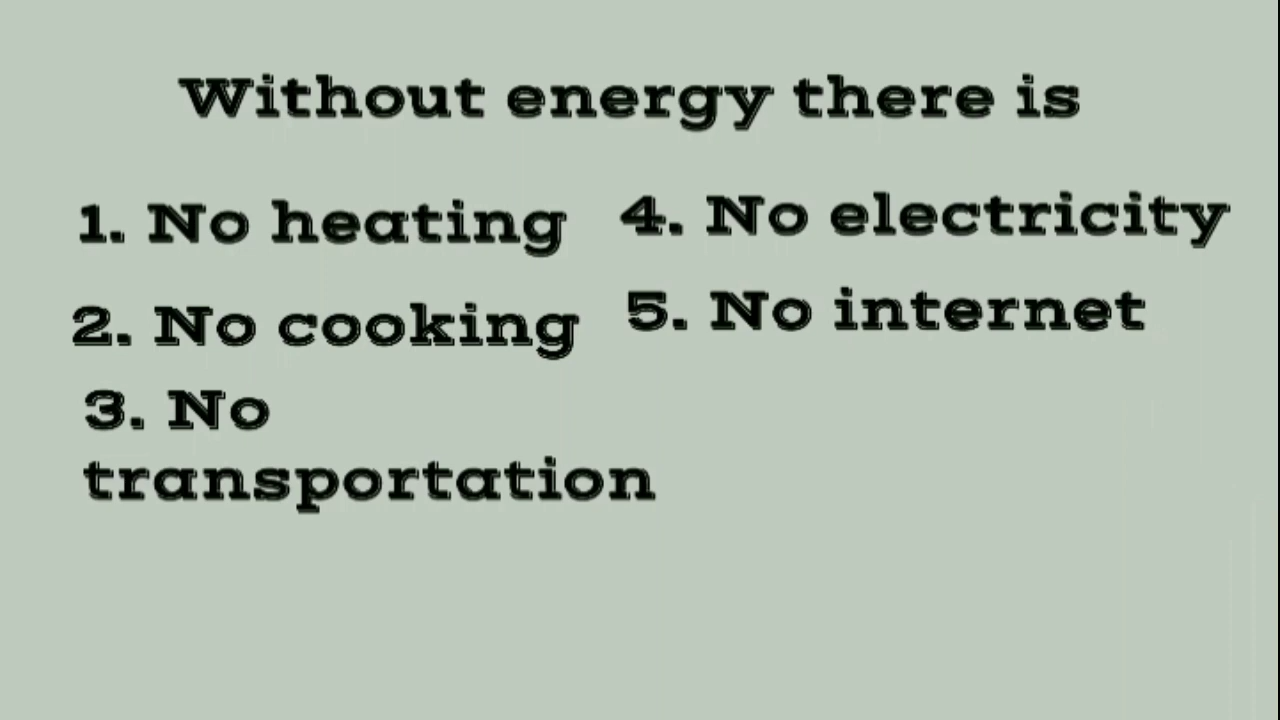 Without energy there is
1. No heating
2. No cooking
3. No
transportation
4. No electricity
5. No internet